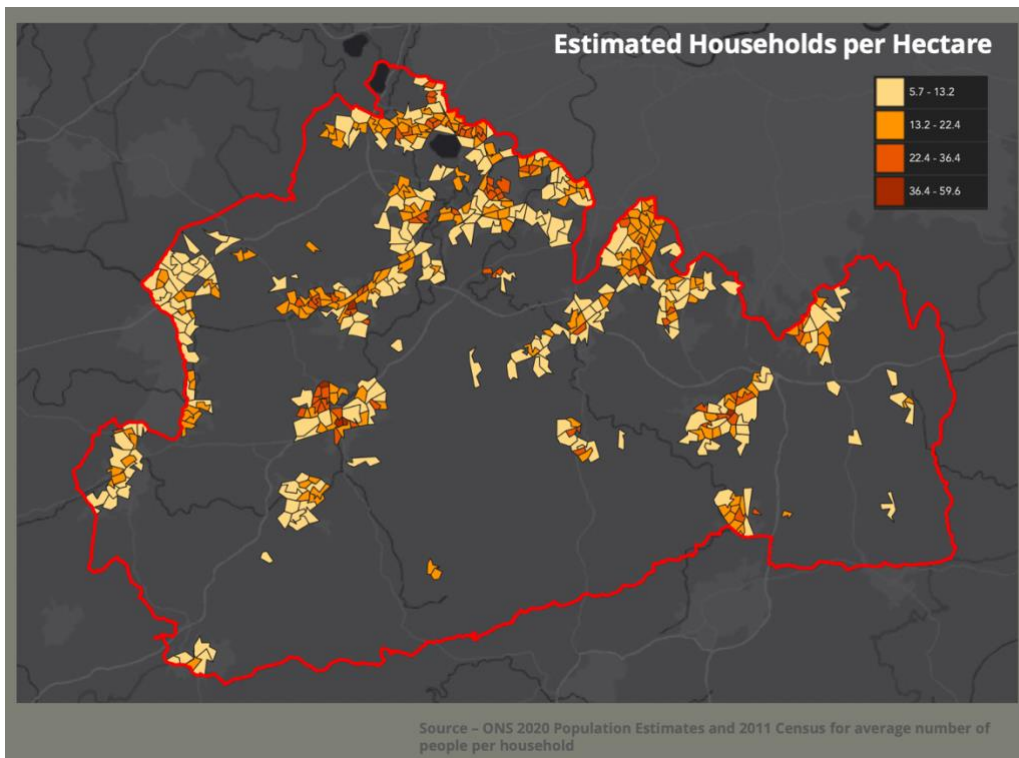 Estimated Households per Hectare
5.7 - 13.2
13.2 - 22.4
22.4 - 36.4
36.4 - 59.6
Source – ONS 2020 Population Estimates and 2011 Census for average number of
people per household